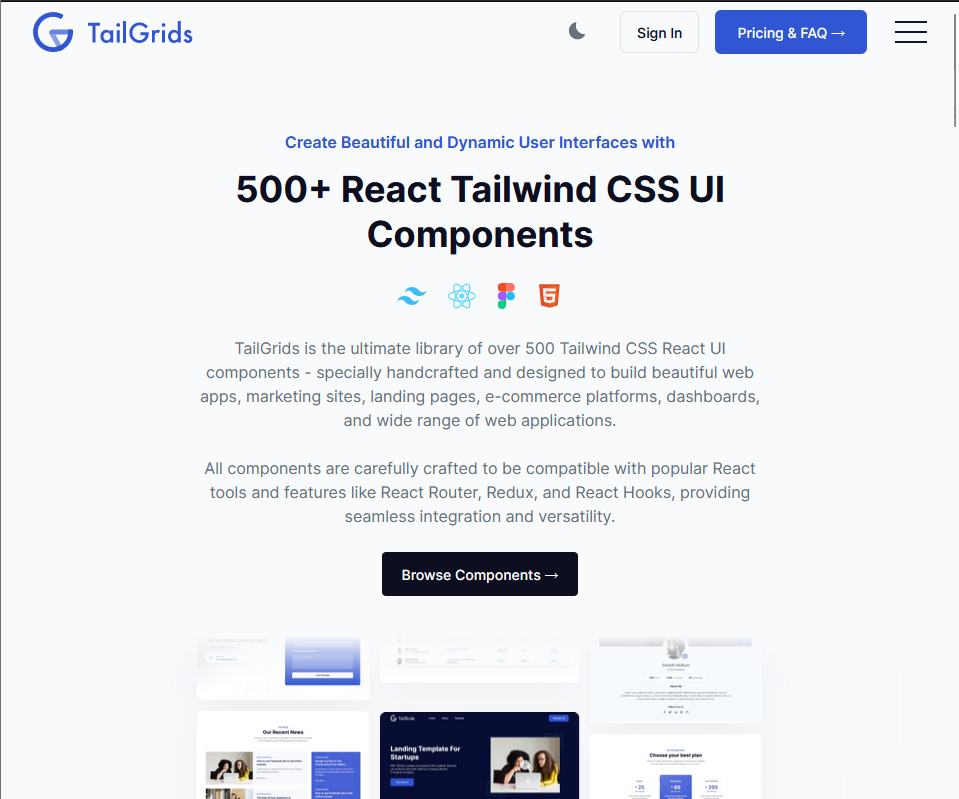 TailGrids
Sign In
Pricing & FAQ →
Create Beautiful and Dynamic User Interfaces with
500+ React Tailwind CSS UI
Components
TailGrids is the ultimate library of over 500 Tailwind CSS React UI
components - specially handcrafted and designed to build beautiful web
apps, marketing sites, landing pages, e-commerce platforms, dashboards,
and wide range of web applications.
All components are carefully crafted to be compatible with popular React
tools and features like React Router, Redux, and React Hooks, providing
seamless integration and versatility.
Browse Components →
Our Recent News
TailGrids
Landing Template For
Startups
Choose your best plan